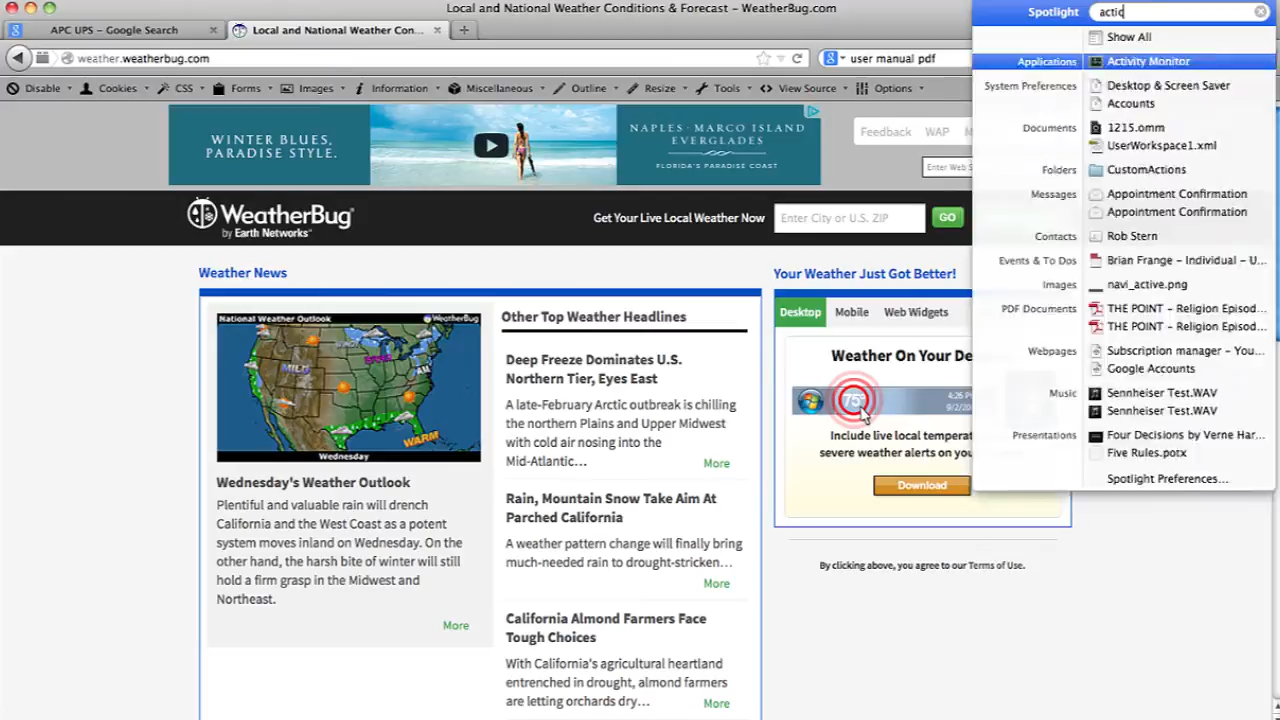 Local and National Weather Conditions & Forecast – WeatherBug.com
Spotlight actic
APC UPS – Google Search
Local and National Weather Con...
weather.weatherbug.com
user manual pdf
Disable
Cookies
CSS
Forms
Images
Information
Miscellaneous
Outline
Resize
Tools
View Source
Options
Show All
Applications Activity Monitor
System Preferences Desktop & Screen Saver
Accounts
Documents 1215.omm
UserWorkspace1.xml
Folders CustomActions
Messages Appointment Confirmation
Appointment Confirmation
Contacts Rob Stern
Events & To Dos Brian Frange – Individual – U...
Images navi_active.png
PDF Documents THE POINT – Religion Episod...
THE POINT – Religion Episod...
Webpages Subscription manager – You...
Google Accounts
Music Sennheiser Test.WAV
Sennheiser Test.WAV
Presentations Four Decisions by Verne Har...
Five Rules.potx
Spotlight Preferences...
WINTER BLUES,
PARADISE STYLE.
NAPLES · MARCO ISLAND
EVERGLADES
FLORIDA'S PARADISE COAST
Feedback WAP
Enter Web S
WeatherBug
by Earth Networks
Get Your Live Local Weather Now
Enter City or U.S. ZIP
GO
Weather News
National Weather Outlook
WeatherBug
MILD
WARM
Wednesday
Wednesday's Weather Outlook
Plentiful and valuable rain will drench
California and the West Coast as a potent
system moves inland on Wednesday. On the
other hand, the harsh bite of winter will still
hold a firm grasp in the Midwest and
Northeast.
More
Other Top Weather Headlines
Deep Freeze Dominates U.S.
Northern Tier, Eyes East
A late-February Arctic outbreak is chilling
the northern Plains and Upper Midwest
with cold air nosing into the
Mid-Atlantic...
More
Rain, Mountain Snow Take Aim At
Parched California
A weather pattern change will finally bring
much-needed rain to drought-stricken...
More
California Almond Farmers Face
Tough Choices
With California's agricultural heartland
entrenched in drought, almond farmers
are letting orchards dry...
More
Your Weather Just Got Better!
Desktop
Mobile
Web Widgets
Weather On Your De
75°
4:26 P
9/2/20
Include live local temperat
severe weather alerts on you
Download
By clicking above, you agree to our Terms of Use.